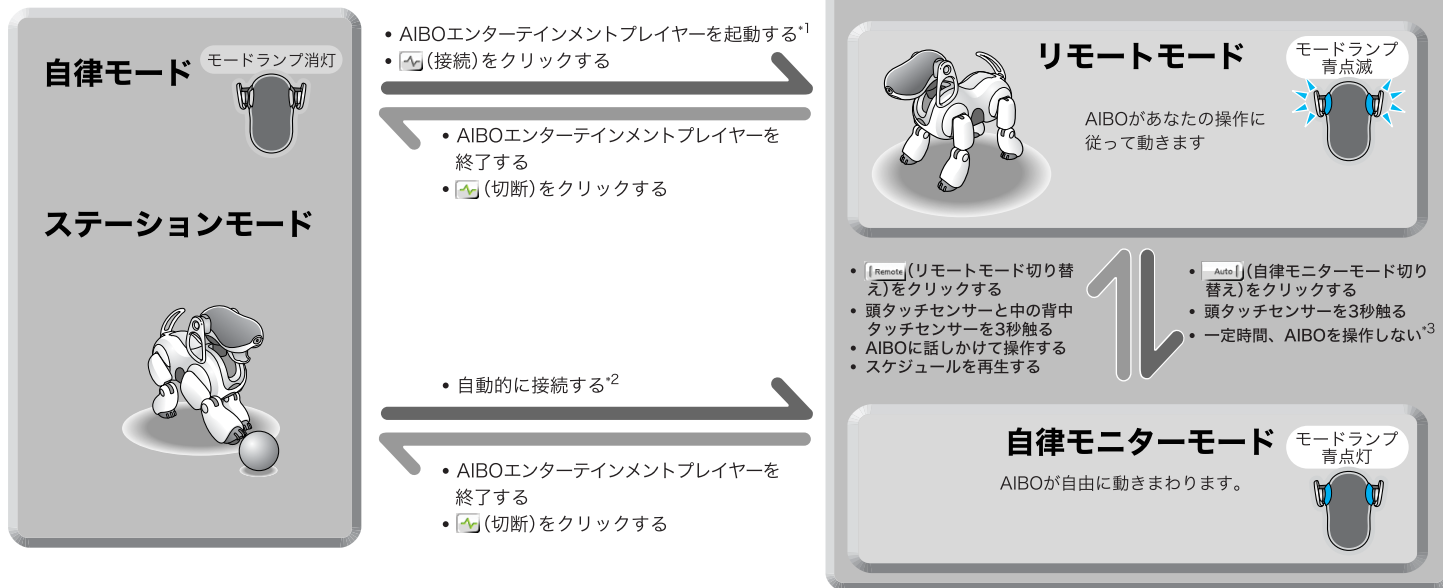 自律モード
モードランプ消灯
ステーションモード
• AIBOエンターテインメントプレイヤーを起動する*1
• (接続)をクリックする
• AIBOエンターテインメントプレイヤーを
終了する
• (切断)をクリックする
• 自動的に接続する*2
• AIBOエンターテインメントプレイヤーを
終了する
• (切断)をクリックする
リモートモード
モードランプ
青点滅
AIBOがあなたの操作に
従って動きます
• Remote (リモートモード切り替
え)をクリックする
• 頭タッチセンサーと中の背中
タッチセンサーを3秒触る
• AIBOに話しかけて操作する
• スケジュールを再生する
• Auto (自律モニターモード切り
替え)をクリックする
• 頭タッチセンサーを3秒触る
• 一定時間、AIBOを操作しない*3
自律モニターモード
モードランプ
青点灯
AIBOが自由に動きまわります。